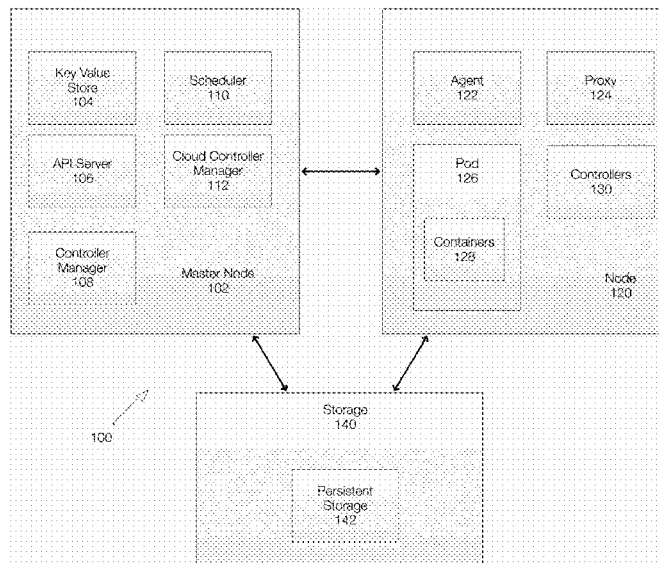 Key Value
Store
104
Scheduler
110
API Server
106
Cloud Controller
Manager
112
Controller
Manager
108
Master Node
102
Agent
122
Proxy
124
Pod
126
Controllers
130
Containers
128
Node
120
100
Storage
140
Persistent
Storage
142